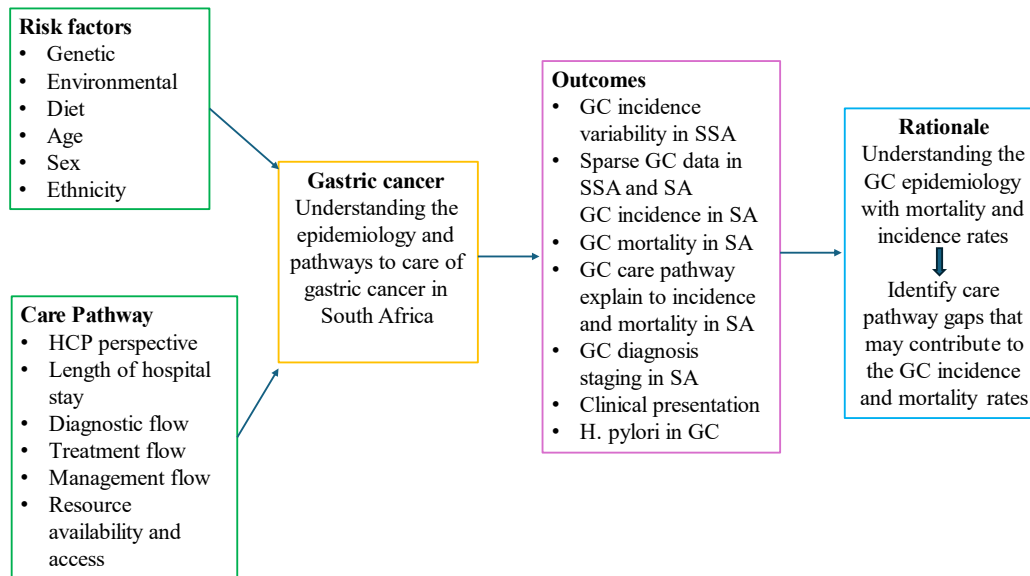 Risk factors
• Genetic
• Environmental
• Diet
• Age
• Sex
• Ethnicity
Care Pathway
• HCP perspective
• Length of hospital
stay
• Diagnostic flow
• Treatment flow
• Management flow
• Resource
availability and
access
Gastric cancer
Understanding the
epidemiology and
pathways to care of
gastric cancer in
South Africa
Outcomes
• GC incidence
variability in SSA
• Sparse GC data in
SSA and SA
GC incidence in SA
• GC mortality in SA
• GC care pathway
explain to incidence
and mortality in SA
• GC diagnosis
staging in SA
• Clinical presentation
• H. pylori in GC
Rationale
Understanding the
GC epidemiology
with mortality and
incidence rates
Identify care
pathway gaps that
may contribute to
the GC incidence
and mortality rates